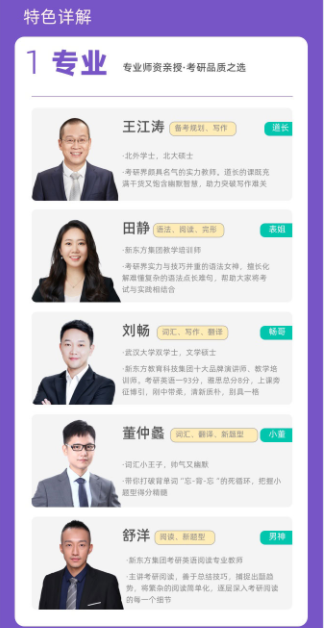 特色详解
1 专业 专业师资亲授·考研品质之选
王江涛 备考规划、写作 道长
·北外学士，北大硕士
·考研界颇具名气的实力教师。道长的课既充
满干货又饱含幽默智慧，助力突破写作难关
田静 语法、阅读、完形 表姐
·新东方集团教学培训师
·考研界实力与技巧并重的语法女神，擅长化
解难懂复杂的语法点长难句，帮助大家将考
试与实践相结合
刘畅 词汇、写作、翻译 畅哥
·武汉大学双学士，文学硕士
·新东方教育科技集团十大品牌演讲师，教学培
训师，考研英语一93分，雅思总分8分，上课旁
征博引，刚中带柔，清新质朴，别具一格
董仲蠡 词汇、翻译、新题型 小董
·词汇小王子，帅气又幽默
·带你打破背单词“忘-背-忘”的死循环，把握小
题型得分精髓
舒洋 阅读、新题型 男神
·新东方集团考研英语阅读专业教师
·主讲考研阅读，善于总结技巧，捕捉出题趋
势，将繁杂的阅读简单化，逐层深入考研阅读
的每一个细节